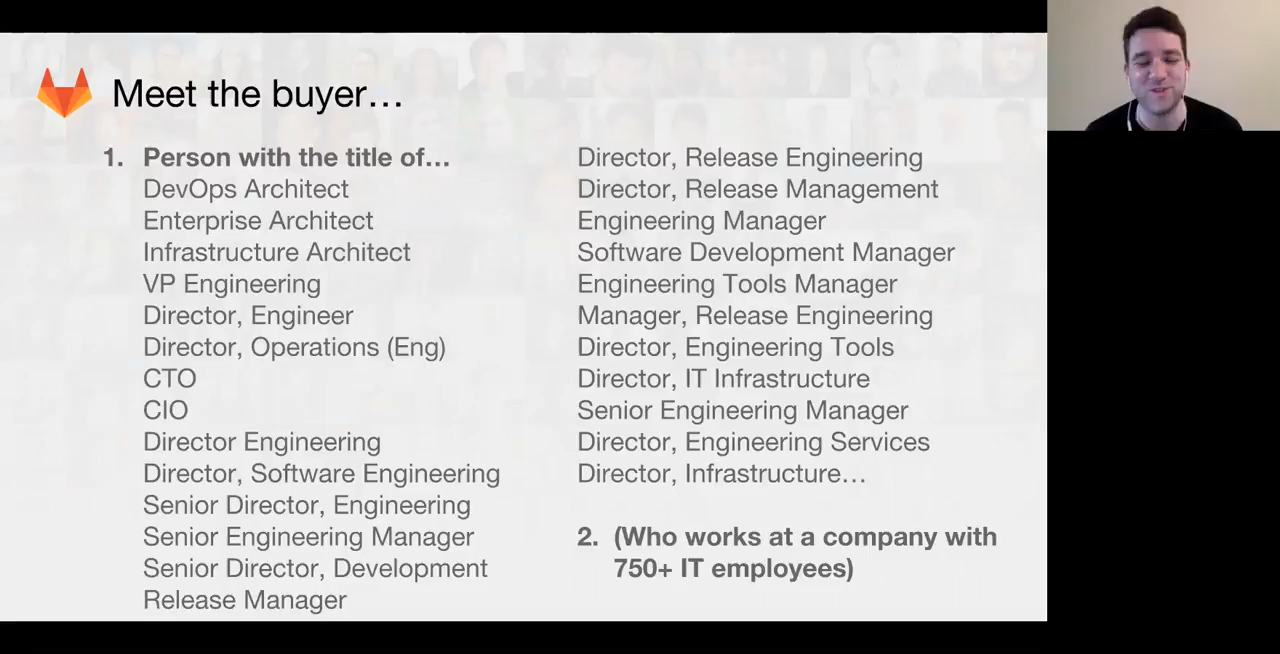 Meet the buyer…
1. Person with the title of…
DevOps Architect
Enterprise Architect
Infrastructure Architect
VP Engineering
Director, Engineer
Director, Operations (Eng)
CTO
CIO
Director Engineering
Director, Software Engineering
Senior Director, Engineering
Senior Engineering Manager
Senior Director, Development
Release Manager
Director, Release Engineering
Director, Release Management
Engineering Manager
Software Development Manager
Engineering Tools Manager
Manager, Release Engineering
Director, Engineering Tools
Director, IT Infrastructure
Senior Engineering Manager
Director, Engineering Services
Director, Infrastructure…
2. (Who works at a company with
750+ IT employees)